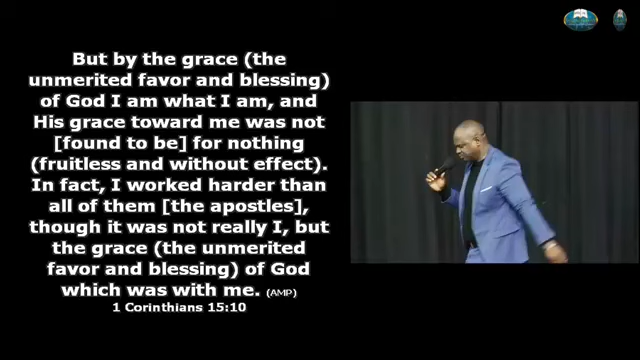 But by the grace (the
unmerited favor and blessing)
of God I am what I am, and
His grace toward me was not
[found to be] for nothing
(fruitless and without effect).
In fact, I worked harder than
all of them [the apostles],
though it was not really I, but
the grace (the unmerited
favor and blessing) of God
which was with me. (AMP)
1 Corinthians 15:10